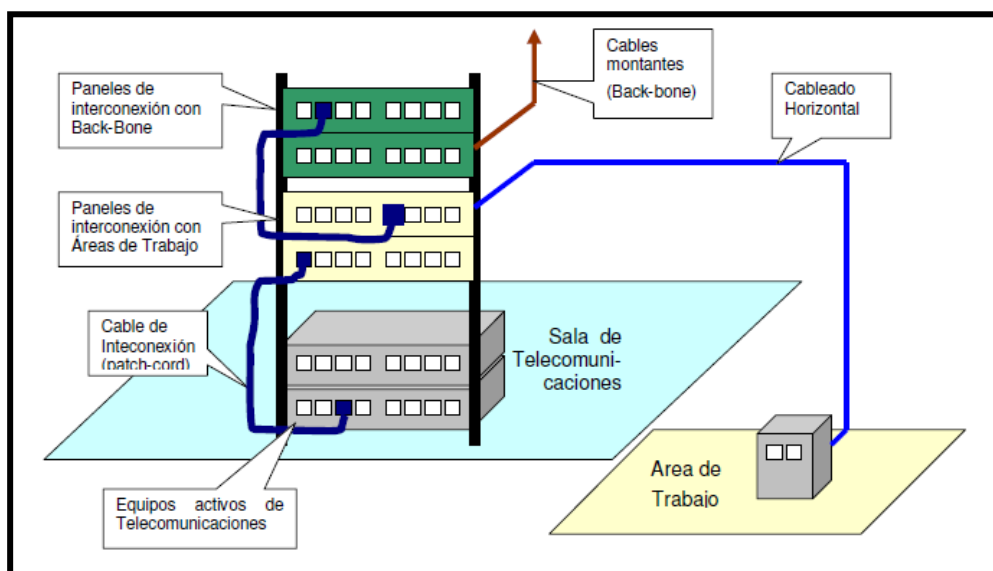 Paneles de
interconexión con
Back-Bone
Cables
montantes
(Back-bone)
Cableado
Horizontal
Paneles de
interconexión con
Áreas de Trabajo
Cable de
Inteconexión
(patch-cord)
Sala de
Telecomuni-
caciones
Area de
Trabajo
Equipos activos de
Telecomunicaciones